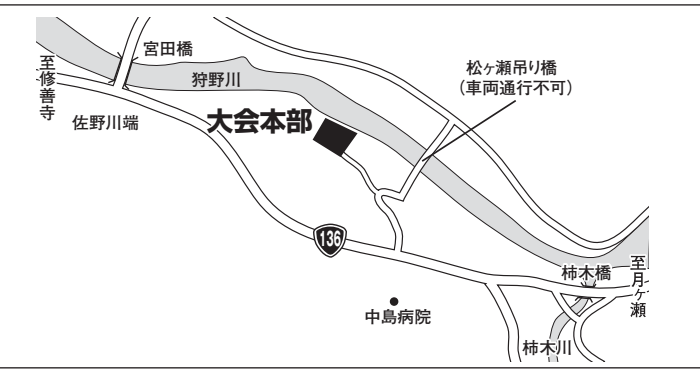 宮田橋
至修善寺
狩野川
松ヶ瀬吊り橋
（車両通行不可）
佐野川端
大会本部
136
柿木橋
至月ヶ瀬
中島病院
柿木川